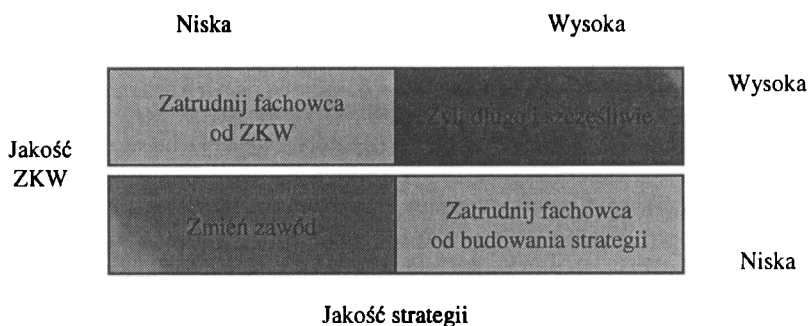 Niska Wysoka
Zatrudnij fachowca
od ZKW
Żyli długo i szczęśliwie
Wysoka
Jakość
ZKW
Zmień zawód
Zatrudnij fachowca
od budowania strategii
Niska
Jakość strategii